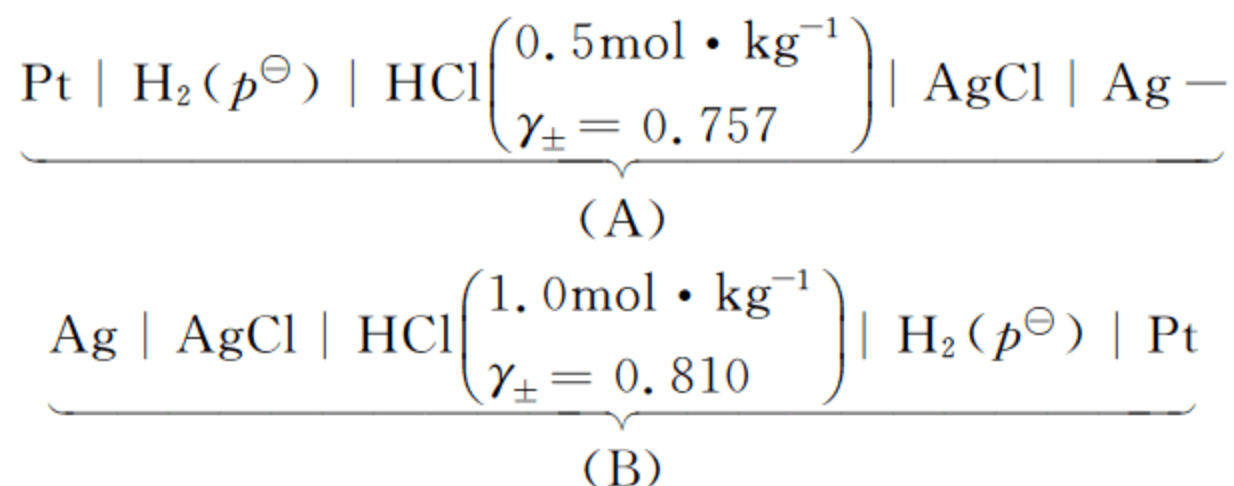 Pt | H₂(p⊖) | HCl(0.5mol • kg⁻¹ γ± = 0.757) | AgCl | Ag —
(A)
Ag | AgCl | HCl(1.0mol • kg⁻¹ γ± = 0.810) | H₂(p⊖) | Pt
(B)